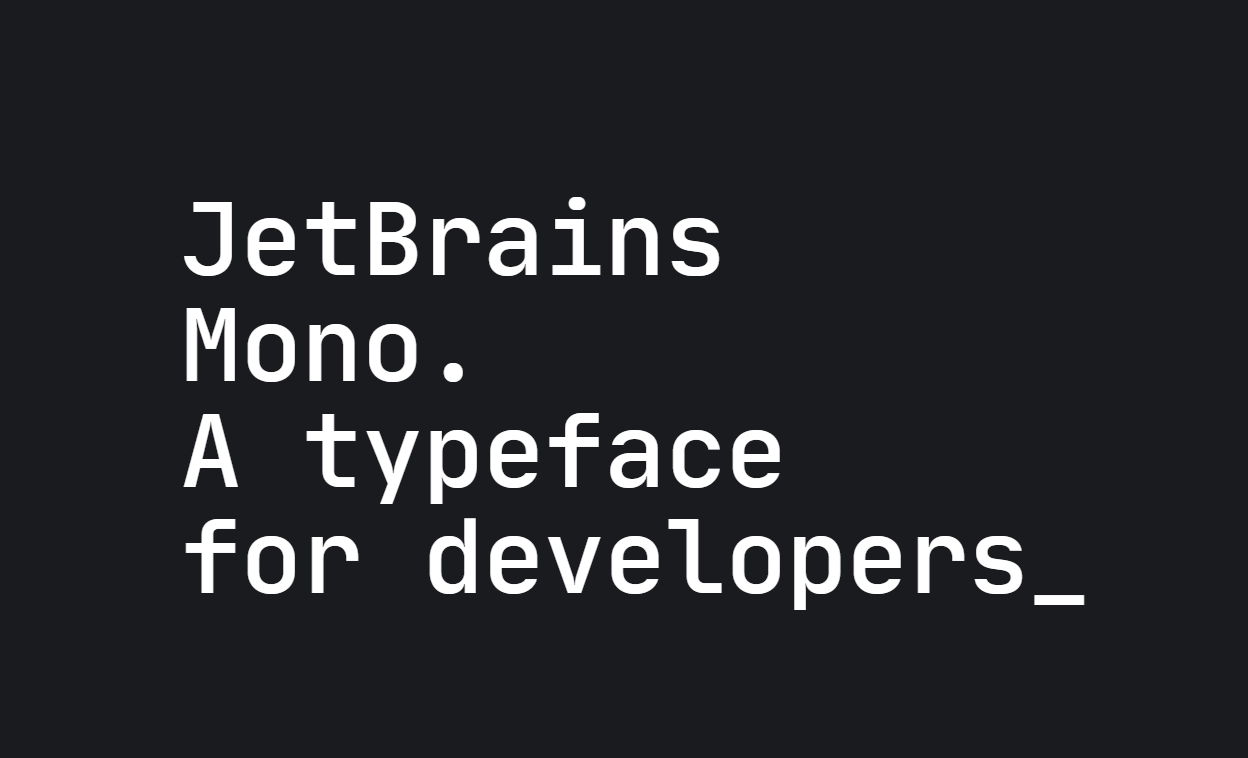 JetBrains
Mono.
A typeface
for developers_